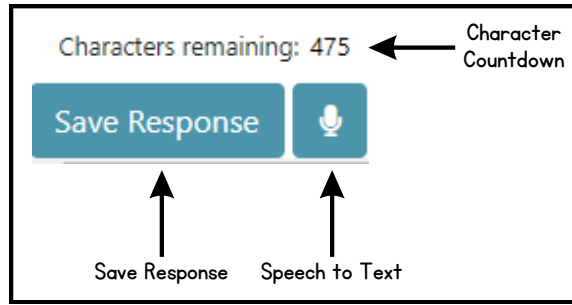 Characters remaining: 475
Character
Countdown
Save Response
Save Response
Speech to Text